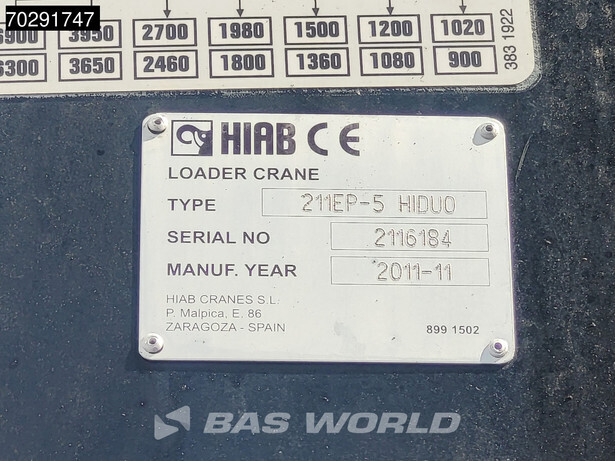 70291747
3950 2700 1980 1500 1200 1020
6300 3650 2460 1800 1360 1080 900
383 1922
HIAB CE
LOADER CRANE
TYPE 211EP-5 HIDUO
SERIAL NO 2116184
MANUF. YEAR 2011-11
HIAB CRANES S.L.
P. Malpica, E. 86
ZARAGOZA - SPAIN
899 1502
BAS WORLD